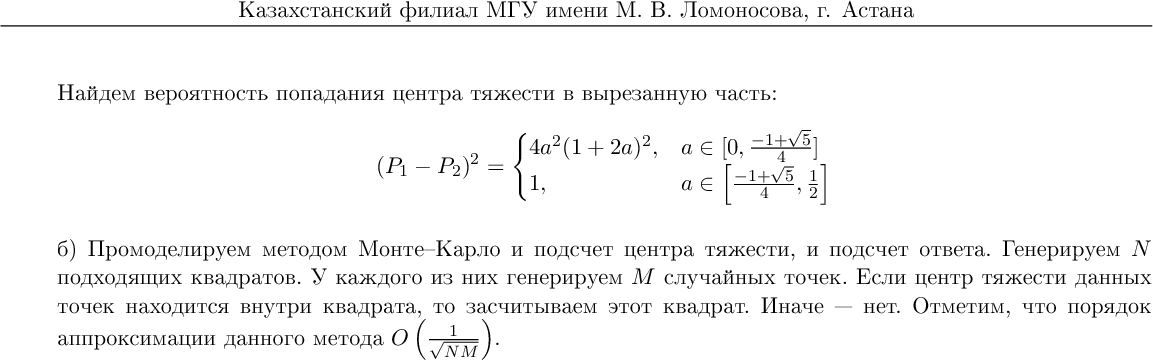 Казахстанский филиал МГУ имени М. В. Ломоносова, г. Астана
Найдем вероятность попадания центра тяжести в вырезанную часть:
$(P_1 - P_2)^2 = \begin{cases} 4a^2(1+2a)^2, & a \in [0, \frac{-1+\sqrt{5}}{4}] \\ 1, & a \in \left[\frac{-1+\sqrt{5}}{4}, \frac{1}{2}\right] \end{cases}$
б) Промоделируем методом Монте–Карло и подсчет центра тяжести, и подсчет ответа. Генерируем $N$
подходящих квадратов. У каждого из них генерируем $M$ случайных точек. Если центр тяжести данных
точек находится внутри квадрата, то засчитываем этот квадрат. Иначе — нет. Отметим, что порядок
аппроксимации данного метода $O\left(\frac{1}{\sqrt{NM}}\right)$.